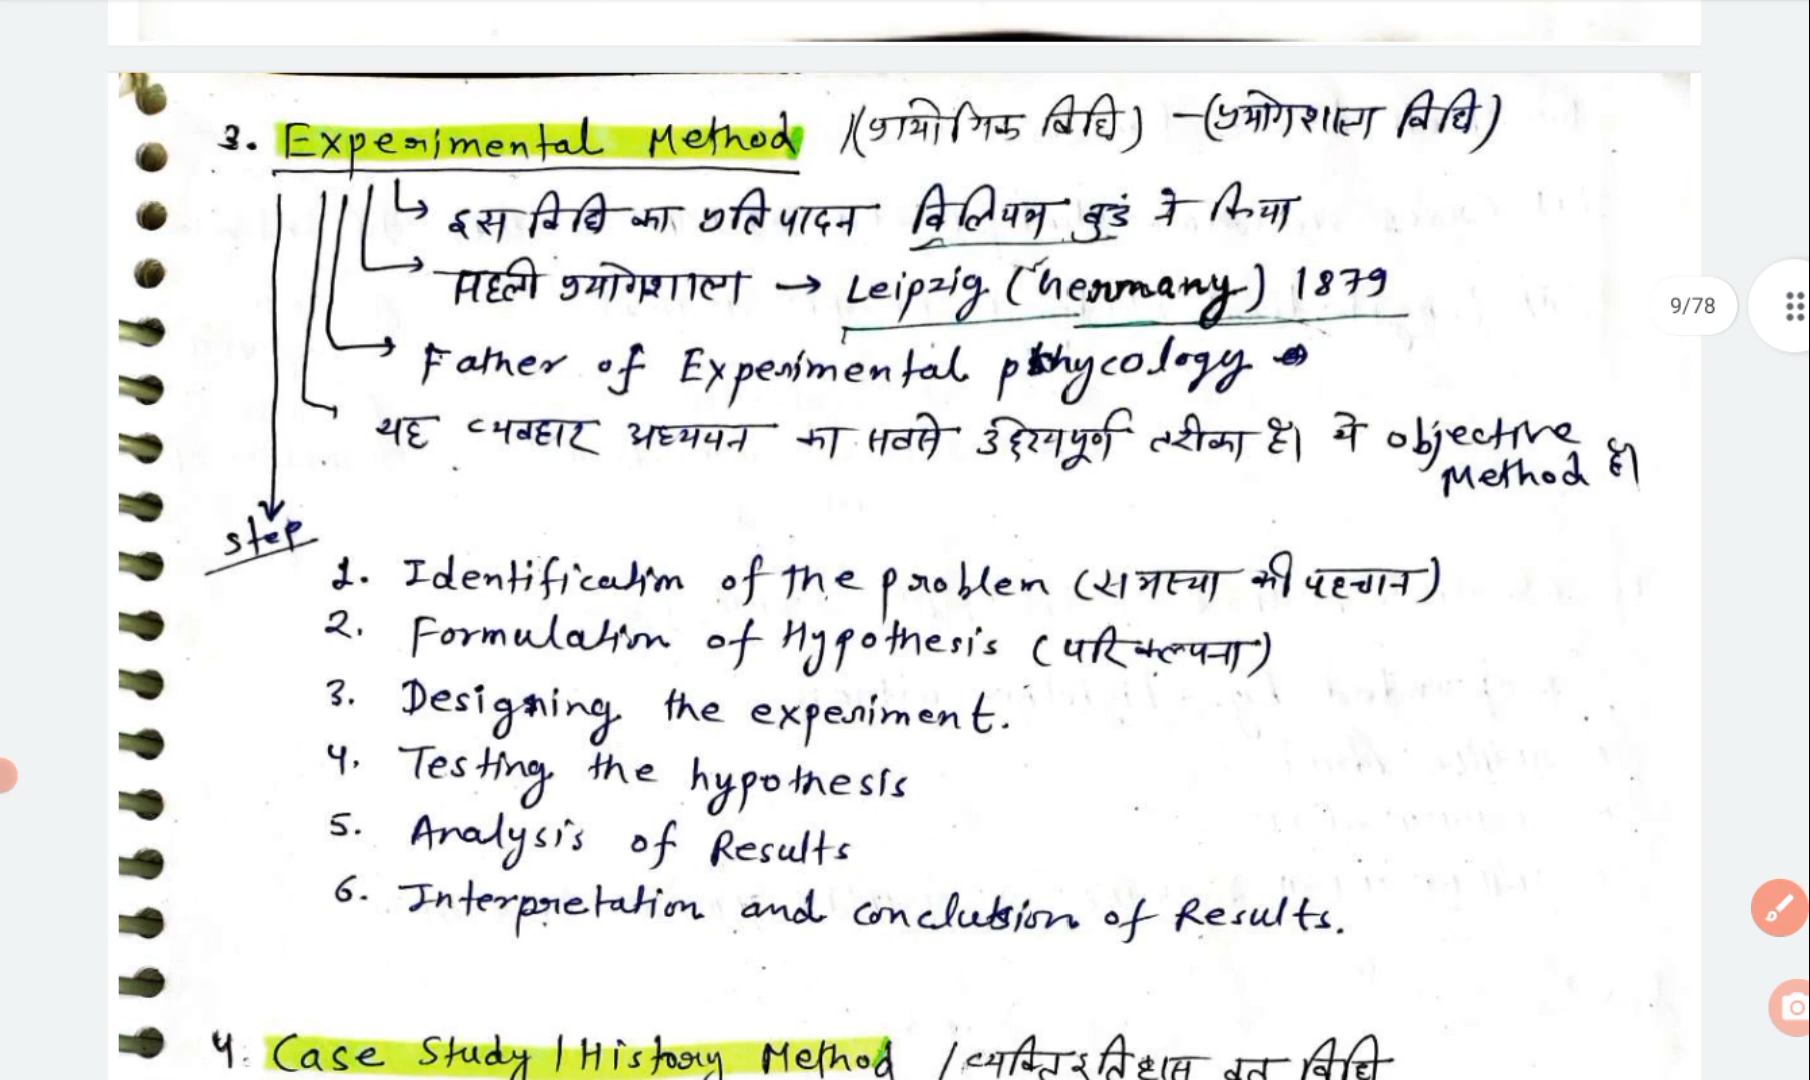 3. Experimental Method /(प्रायोगिक विधि) - (प्रयोगशाला विधि)
इस विधि का प्रतिपादन विलियम वुडं ने किया
पहली प्रयोगशाला → Leipzig (Germany) 1879
Father of Experimental phycology
यह व्यवहार अध्ययन का सबसे उद्देश्यपूर्ण तरीका है। ये objective Method है।
9/78
step
1. Identification of the problem (समस्या की पहचान)
2. Formulation of Hypothesis (परिकल्पना)
3. Designing the experiment.
4. Testing the hypothesis
5. Analysis of Results
6. Interpretation and conclusion of Results.
4. Case Study / History Method / व्यक्ति इतिहास वृत विधि